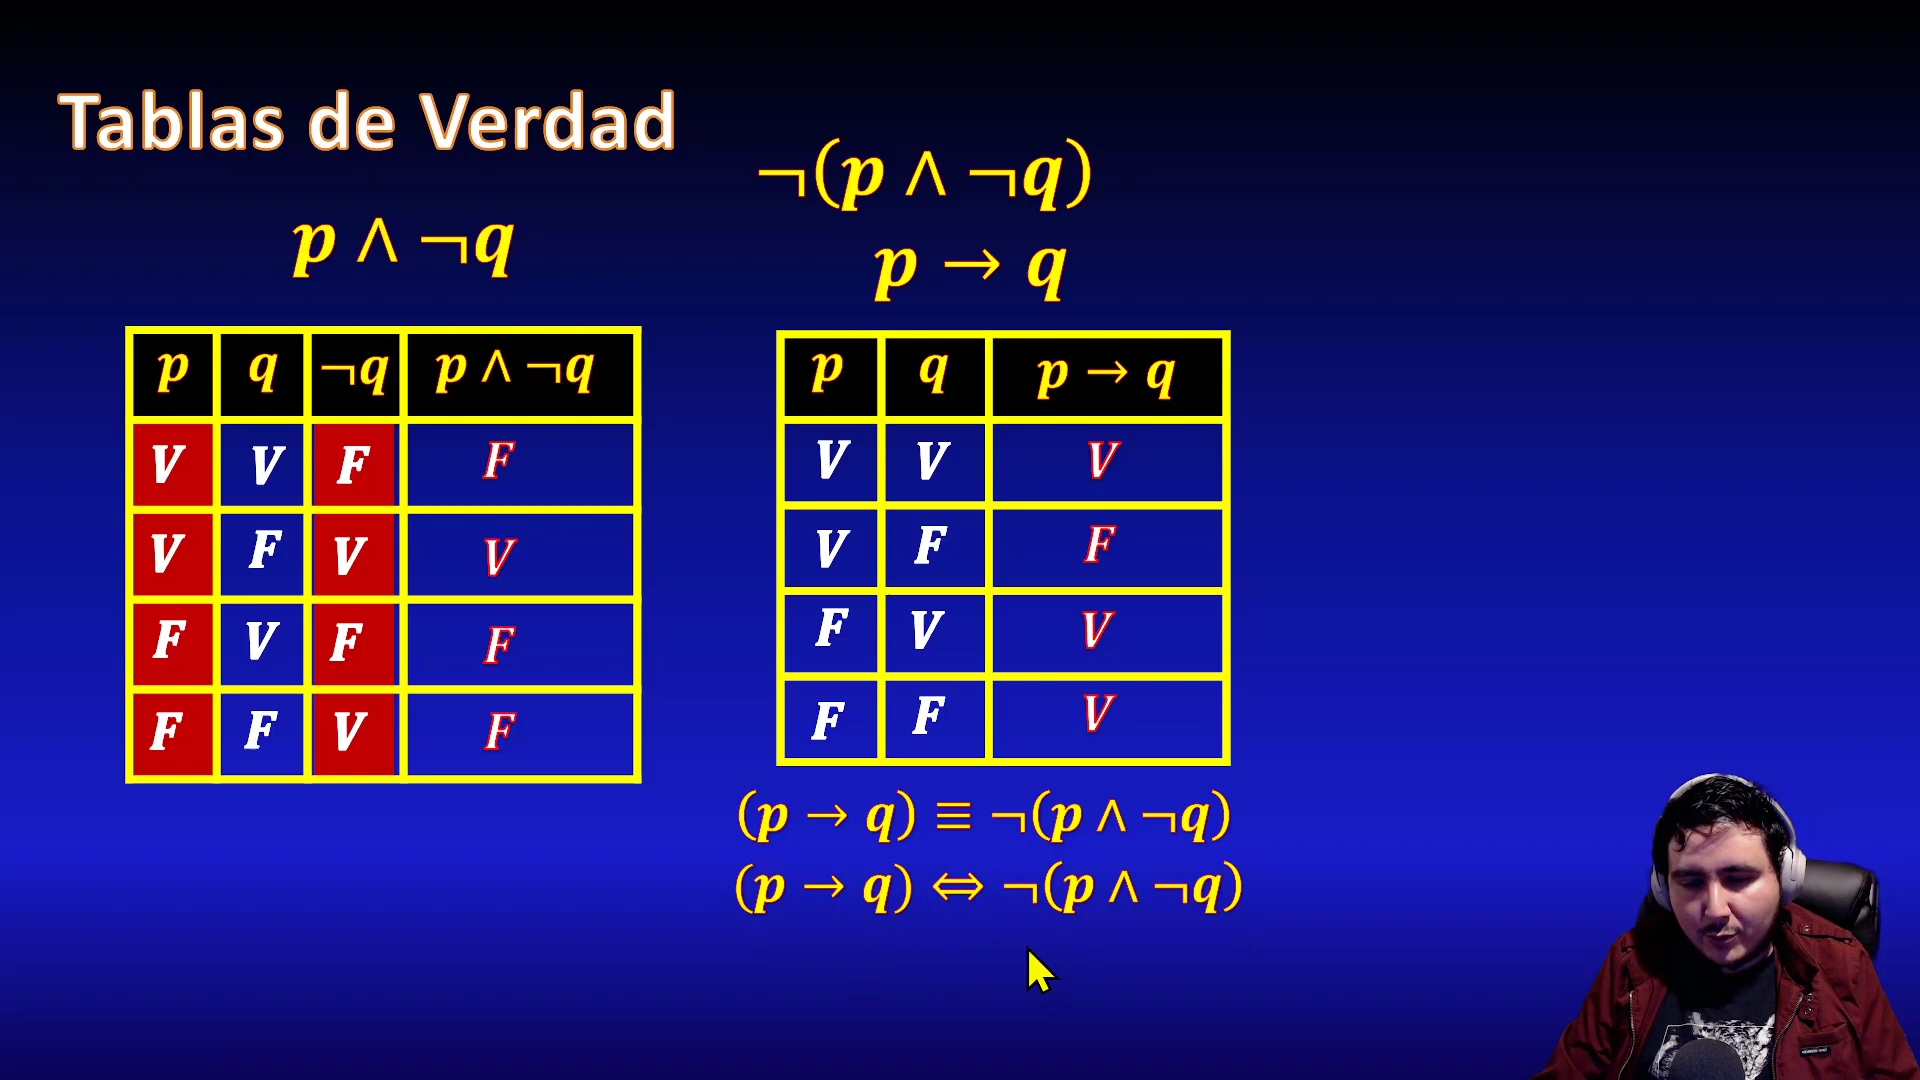 Tablas de Verdad
¬(p ∧ ¬q)
p ∧ ¬q
p → q
p q ¬q p ∧ ¬q
V V F F
V F V V
F V F F
F F V F
p q p → q
V V V
V F F
F V V
F F V
(p → q) ≡ ¬(p ∧ ¬q)
(p → q) ⇔ ¬(p ∧ ¬q)